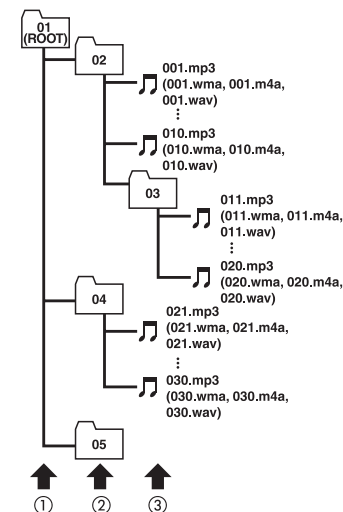 01
(ROOT)
02
001.mp3
(001.wma, 001.m4a,
001.wav)
010.mp3
(010.wma, 010.m4a,
010.wav)
03
011.mp3
(011.wma, 011.m4a,
011.wav)
020.mp3
(020.wma, 020.m4a,
020.wav)
04
021.mp3
(021.wma, 021.m4a,
021.wav)
030.mp3
(030.wma, 030.m4a,
030.wav)
05
① ② ③